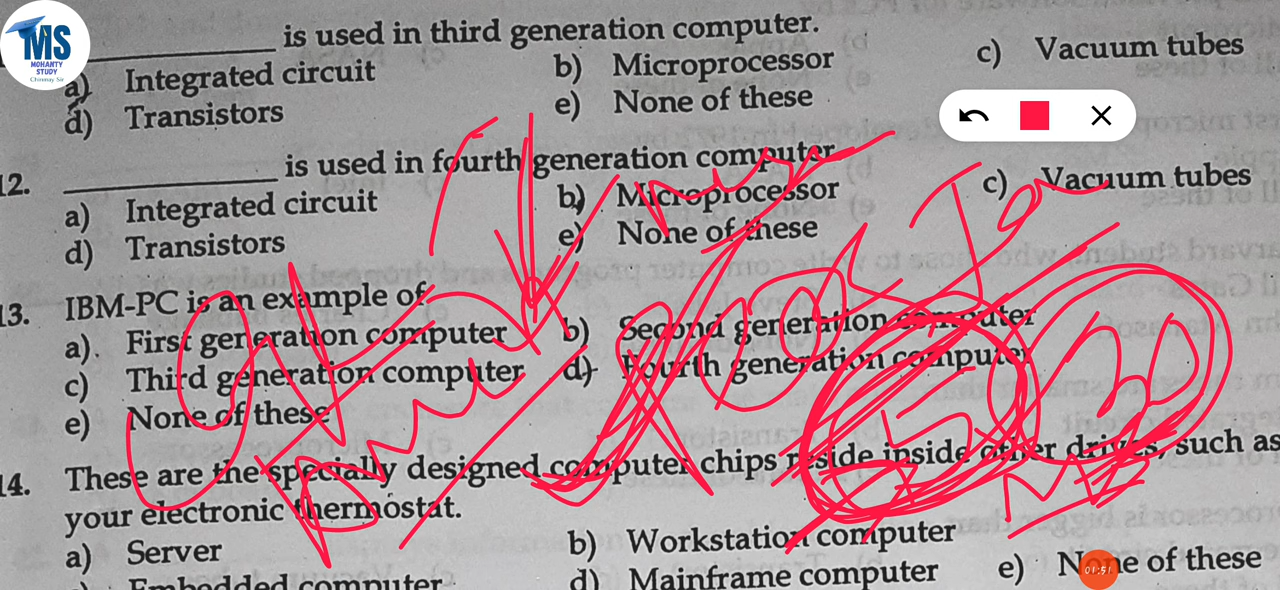 MS
MOHANTY
STUDY
Chinmay Sir
is used in third generation computer.
a) Integrated circuit b) Microprocessor c) Vacuum tubes
d) Transistors e) None of these
12. is used in fourth generation computer
a) Integrated circuit b) Microprocessor c) Vacuum tubes
d) Transistors e) None of these
13. IBM-PC is an example of
a). First generation computer b) Second generation computer
c) Third generation computer d) Fourth generation computer
e) None of these
14. These are the specially designed computer chips reside inside other drives, such as
your electronic thermostat.
a) Server b) Workstation computer
Embedded computer d) Mainframe computer e) None of these
01:51